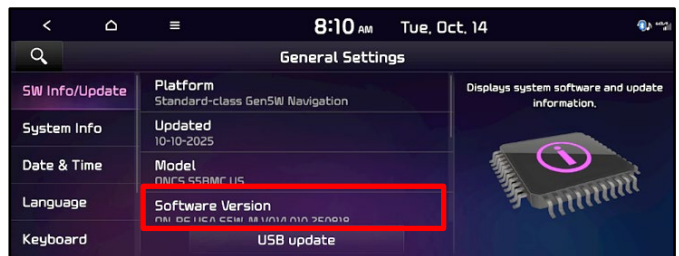 8:10 AM Tue, Oct. 14
General Settings
SW Info/Update
Platform
Standard-class Gen5W Navigation
Displays system software and update
information.
System Info
Updated
10-10-2025
Date & Time
Model
Language
Software Version
Keyboard
USB update